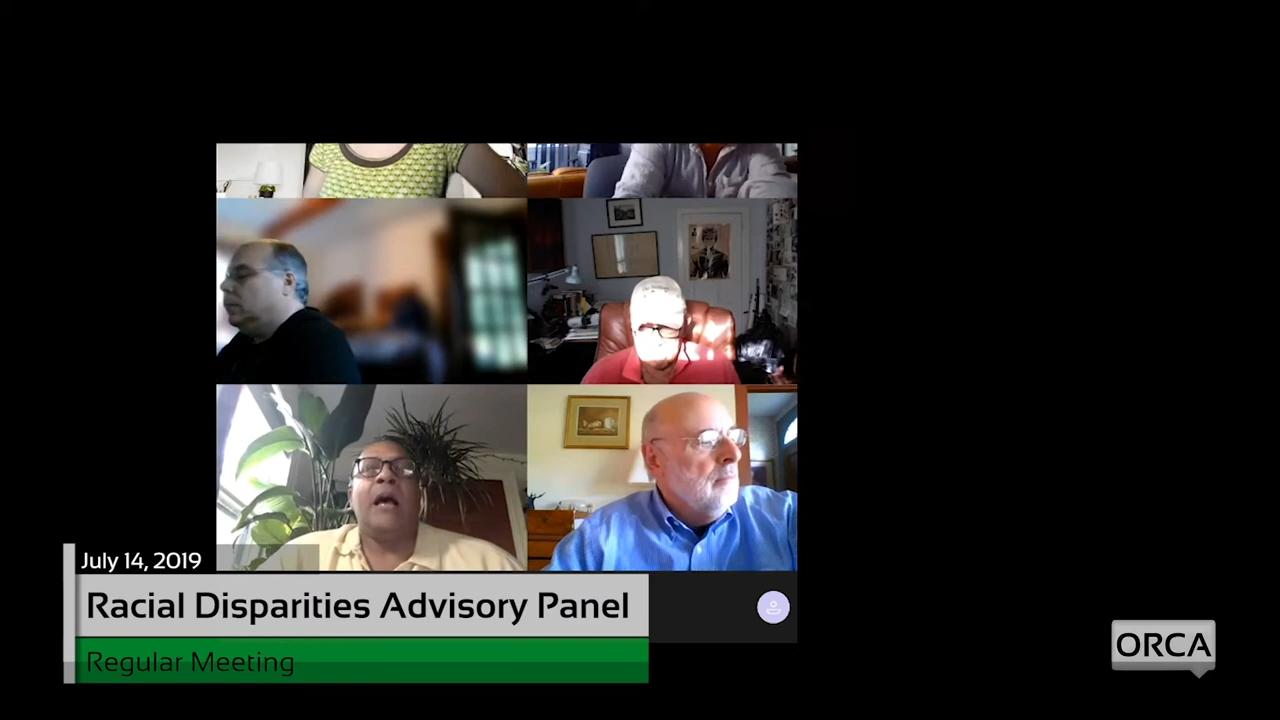 July 14, 2019
Racial Disparities Advisory Panel
Regular Meeting
ORCA